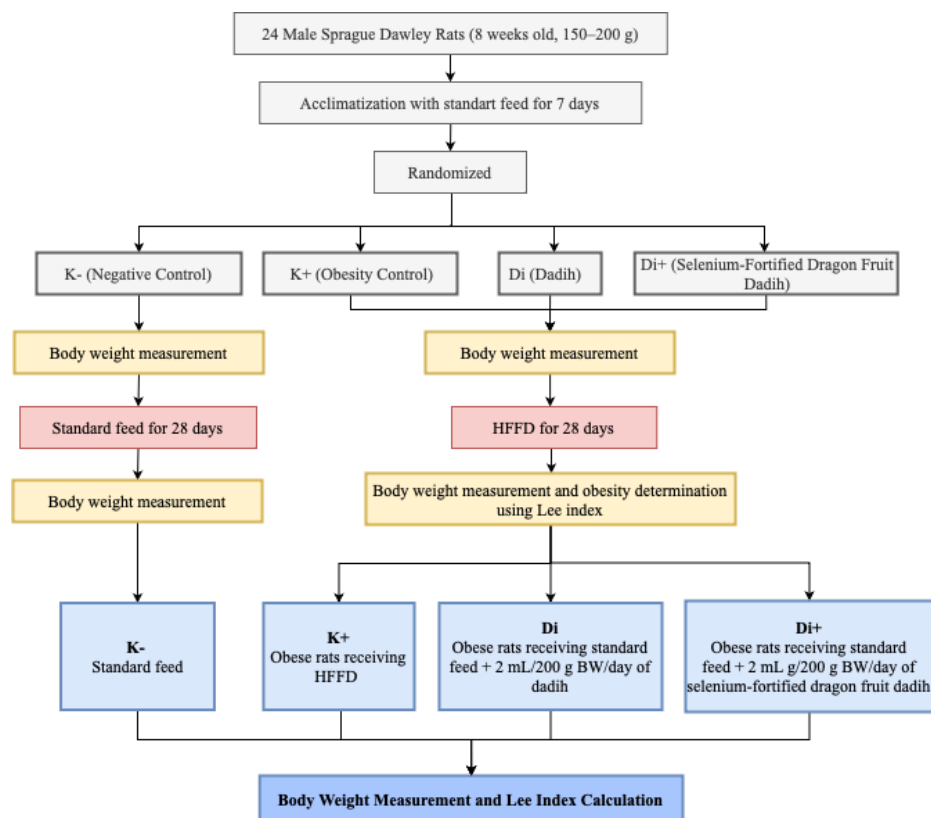 24 Male Sprague Dawley Rats (8 weeks old, 150–200 g)
Acclimatization with standart feed for 7 days
Randomized
K- (Negative Control)
K+ (Obesity Control)
Di (Dadih)
Di+ (Selenium-Fortified Dragon Fruit
Dadih)
Body weight measurement
Body weight measurement
Standard feed for 28 days
HFFD for 28 days
Body weight measurement
Body weight measurement and obesity determination
using Lee index
K-
Standard feed
K+
Obese rats receiving
HFFD
Di
Obese rats receiving standard
feed + 2 mL/200 g BW/day of
dadih
Di+
Obese rats receiving standard
feed + 2 mL g/200 g BW/day of
selenium-fortified dragon fruit dadih
Body Weight Measurement and Lee Index Calculation